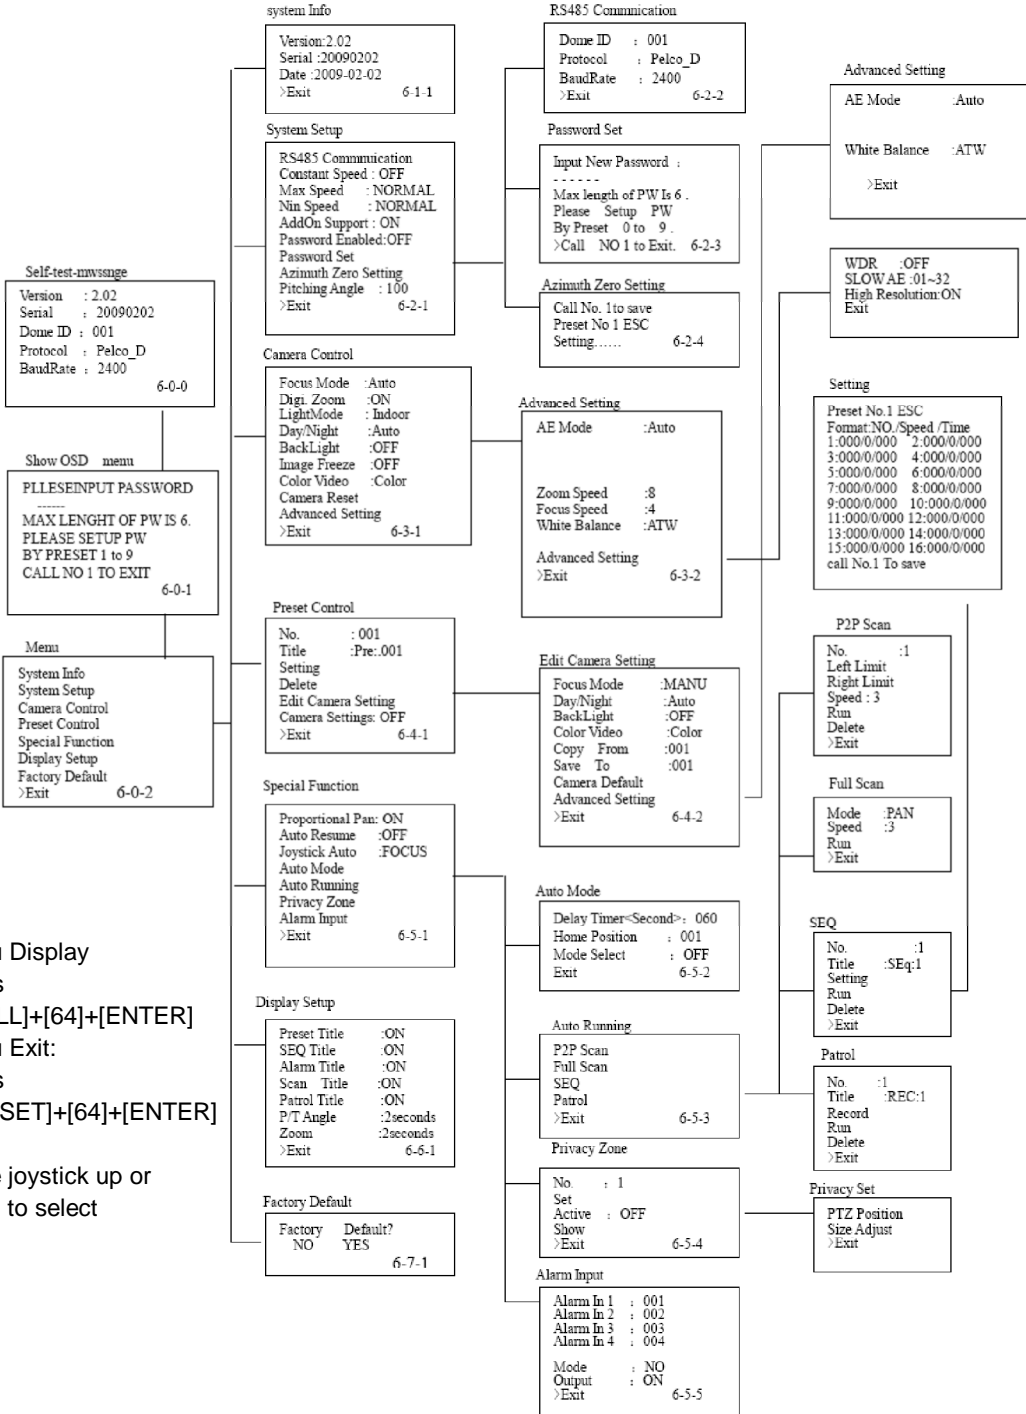 system Info
Version:2.02
Serial :20090202
Date :2009-02-02
>Exit 6-1-1
System Setup
RS485 Commnuication
Constant Speed : OFF
Max Speed : NORMAL
Nin Speed : NORMAL
AddOn Support : ON
Password Enabled:OFF
Password Set
Azimuth Zero Setting
Pitching Angle : 100
>Exit 6-2-1
Self-test-mwssnge
Version : 2.02
Serial : 20090202
Dome ID : 001
Protocol : Pelco_D
BaudRate : 2400
6-0-0
Show OSD menu
PLLESEINPUT PASSWORD
------
MAX LENGHT OF PW IS 6.
PLEASE SETUP PW
BY PRESET 1 to 9
CALL NO 1 TO EXIT
6-0-1
Menu
System Info
System Setup
Camera Control
Preset Control
Special Function
Display Setup
Factory Default
>Exit 6-0-2
Camera Control
Focus Mode :Auto
Digi. Zoom :ON
LightMode : Indoor
Day/Night :Auto
BackLight :OFF
Image Freeze :OFF
Color Video :Color
Camera Reset
Advanced Setting
>Exit 6-3-1
Preset Control
No. : 001
Title :Pre:.001
Setting
Delete
Edit Camera Setting
Camera Settings: OFF
>Exit 6-4-1
Special Function
Proportional Pan: ON
Auto Resume :OFF
Joystick Auto :FOCUS
Auto Mode
Auto Running
Privacy Zone
Alarm Input
>Exit 6-5-1
Display Setup
Preset Title :ON
SEQ Title :ON
Alarm Title :ON
Scan Title :ON
Patrol Title :ON
P/T Angle :2seconds
Zoom :2seconds
>Exit 6-6-1
Factory Default
Factory Default?
NO YES
6-7-1
Display
s
LL]+[64]+[ENTER]
Exit:
s
SET]+[64]+[ENTER]
joystick up or
to select
RS485 Commnication
Dome ID : 001
Protocol : Pelco_D
BaudRate : 2400
>Exit 6-2-2
Password Set
Input New Password :
- - - - - -
Max length of PW Is 6 .
Please Setup PW
By Preset 0 to 9 .
>Call NO 1 to Exit. 6-2-3
Azimuth Zero Setting
Call No. 1to save
Preset No 1 ESC
Setting...... 6-2-4
Advanced Setting
AE Mode :Auto
Zoom Speed :8
Focus Speed :4
White Balance :ATW
Advanced Setting
>Exit 6-3-2
Edit Camera Setting
Focus Mode :MANU
Day/Night :Auto
BackLight :OFF
Color Video :Color
Copy From :001
Save To :001
Camera Default
Advanced Setting
>Exit 6-4-2
Auto Mode
Delay Timer<Second>: 060
Home Position : 001
Mode Select : OFF
Exit 6-5-2
Auto Running
P2P Scan
Full Scan
SEQ
Patrol
>Exit 6-5-3
Privacy Zone
No. : 1
Set
Active : OFF
Show
>Exit 6-5-4
Alarm Input
Alarm In 1 : 001
Alarm In 2 : 002
Alarm In 3 : 003
Alarm In 4 : 004
Mode : NO
Output : ON
>Exit 6-5-5
Advanced Setting
AE Mode :Auto
White Balance :ATW
>Exit
WDR :OFF
SLOW AE :01~32
High Resolution:ON
Exit
Setting
Preset No.1 ESC
Format:NO./Speed /Time
1:000/0/000 2:000/0/000
3:000/0/000 4:000/0/000
5:000/0/000 6:000/0/000
7:000/0/000 8:000/0/000
9:000/0/000 10:000/0/000
11:000/0/000 12:000/0/000
13:000/0/000 14:000/0/000
15:000/0/000 16:000/0/000
call No.1 To save
P2P Scan
No. :1
Left Limit
Right Limit
Speed : 3
Run
Delete
>Exit
Full Scan
Mode :PAN
Speed :3
Run
>Exit
SEQ
No. :1
Title :SEq:1
Setting
Run
Delete
>Exit
Patrol
No. :1
Title :REC:1
Record
Run
Delete
>Exit
Privacy Set
PTZ Position
Size Adjust
>Exit